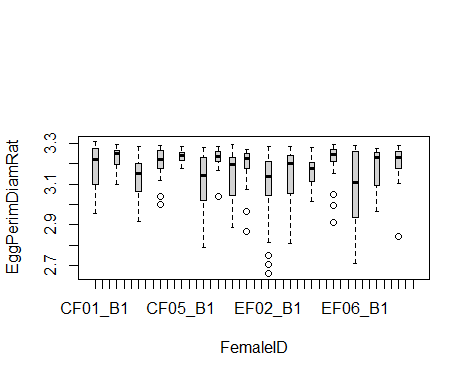 EggPerimDiamRat
3.3
3.1
2.9
2.7
CF01_B1 CF05_B1 EF02_B1 EF06_B1
FemaleID